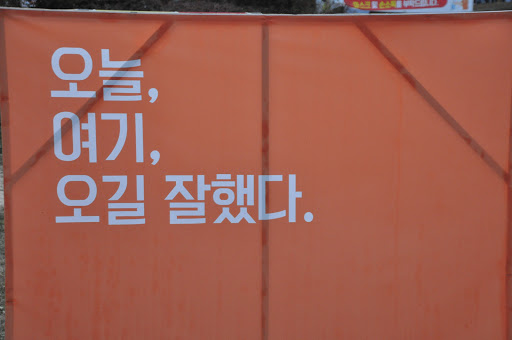 오늘,
여기,
오길 잘했다.